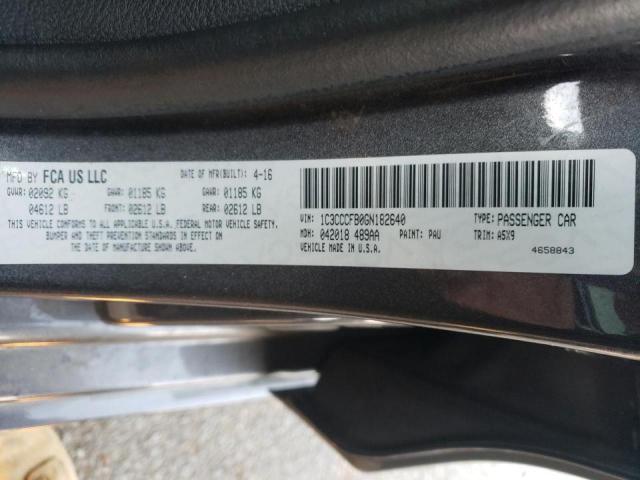 MFD BY FCA US LLC DATE OF MFR(BUILT): 4-16
GVWR: 02092 KG GAWR: 01185 KG GAWR: 01185 KG
04612 LB FRONT: 02612 LB REAR: 02612 LB
THIS VEHICLE CONFORMS TO ALL APPLICABLE U.S.A. FEDERAL MOTOR VEHICLE SAFETY,
BUMPER AND THEFT PREVENTION STANDARDS IN EFFECT ON
THE DATE OF MANUFACTURE SHOWN ABOVE.
VIN: 1C3CCCFB0GN182640 TYPE: PASSENGER CAR
MDH: 042018 489AA PAINT: PAU TRIM: A5X9
VEHICLE MADE IN U.S.A. 4658843